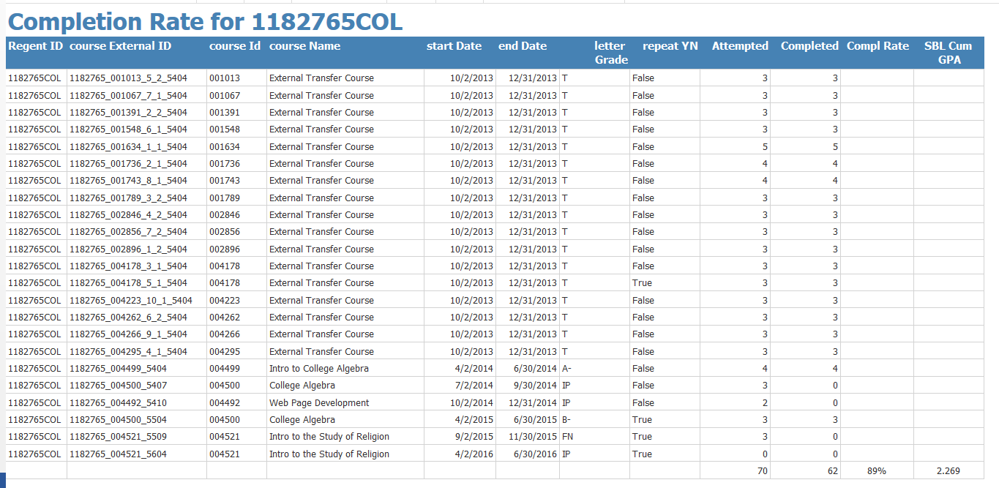 Completion Rate for 1182765COL
Regent ID course External ID course Id course Name start Date end Date letter Grade repeat YN Attempted Completed Compl Rate SBL Cum GPA
1182765COL 1182765_001013_5_2_5404 001013 External Transfer Course 10/2/2013 12/31/2013 T False 3 3
1182765COL 1182765_001067_7_1_5404 001067 External Transfer Course 10/2/2013 12/31/2013 T False 3 3
1182765COL 1182765_001391_2_2_5404 001391 External Transfer Course 10/2/2013 12/31/2013 T False 3 3
1182765COL 1182765_001548_6_1_5404 001548 External Transfer Course 10/2/2013 12/31/2013 T False 3 3
1182765COL 1182765_001634_1_1_5404 001634 External Transfer Course 10/2/2013 12/31/2013 T False 5 5
1182765COL 1182765_001736_2_1_5404 001736 External Transfer Course 10/2/2013 12/31/2013 T False 4 4
1182765COL 1182765_001743_8_1_5404 001743 External Transfer Course 10/2/2013 12/31/2013 T False 4 4
1182765COL 1182765_001789_3_2_5404 001789 External Transfer Course 10/2/2013 12/31/2013 T False 3 3
1182765COL 1182765_002846_4_2_5404 002846 External Transfer Course 10/2/2013 12/31/2013 T False 3 3
1182765COL 1182765_002856_7_2_5404 002856 External Transfer Course 10/2/2013 12/31/2013 T False 3 3
1182765COL 1182765_002896_1_2_5404 002896 External Transfer Course 10/2/2013 12/31/2013 T False 3 3
1182765COL 1182765_004178_3_1_5404 004178 External Transfer Course 10/2/2013 12/31/2013 T False 3 3
1182765COL 1182765_004178_5_1_5404 004178 External Transfer Course 10/2/2013 12/31/2013 T True 3 3
1182765COL 1182765_004223_10_1_5404 004223 External Transfer Course 10/2/2013 12/31/2013 T False 3 3
1182765COL 1182765_004262_6_2_5404 004262 External Transfer Course 10/2/2013 12/31/2013 T False 3 3
1182765COL 1182765_004266_9_1_5404 004266 External Transfer Course 10/2/2013 12/31/2013 T False 3 3
1182765COL 1182765_004295_4_1_5404 004295 External Transfer Course 10/2/2013 12/31/2013 T False 3 3
1182765COL 1182765_004499_5404 004499 Intro to College Algebra 4/2/2014 6/30/2014 A- False 4 4
1182765COL 1182765_004500_5407 004500 College Algebra 7/2/2014 9/30/2014 IP False 3 0
1182765COL 1182765_004492_5410 004492 Web Page Development 10/2/2014 12/31/2014 IP False 2 0
1182765COL 1182765_004500_5504 004500 College Algebra 4/2/2015 6/30/2015 B- True 3 3
1182765COL 1182765_004521_5509 004521 Intro to the Study of Religion 9/2/2015 11/30/2015 FN True 3 0
1182765COL 1182765_004521_5604 004521 Intro to the Study of Religion 4/2/2016 6/30/2016 IP True 0 0
70 62 89% 2.269